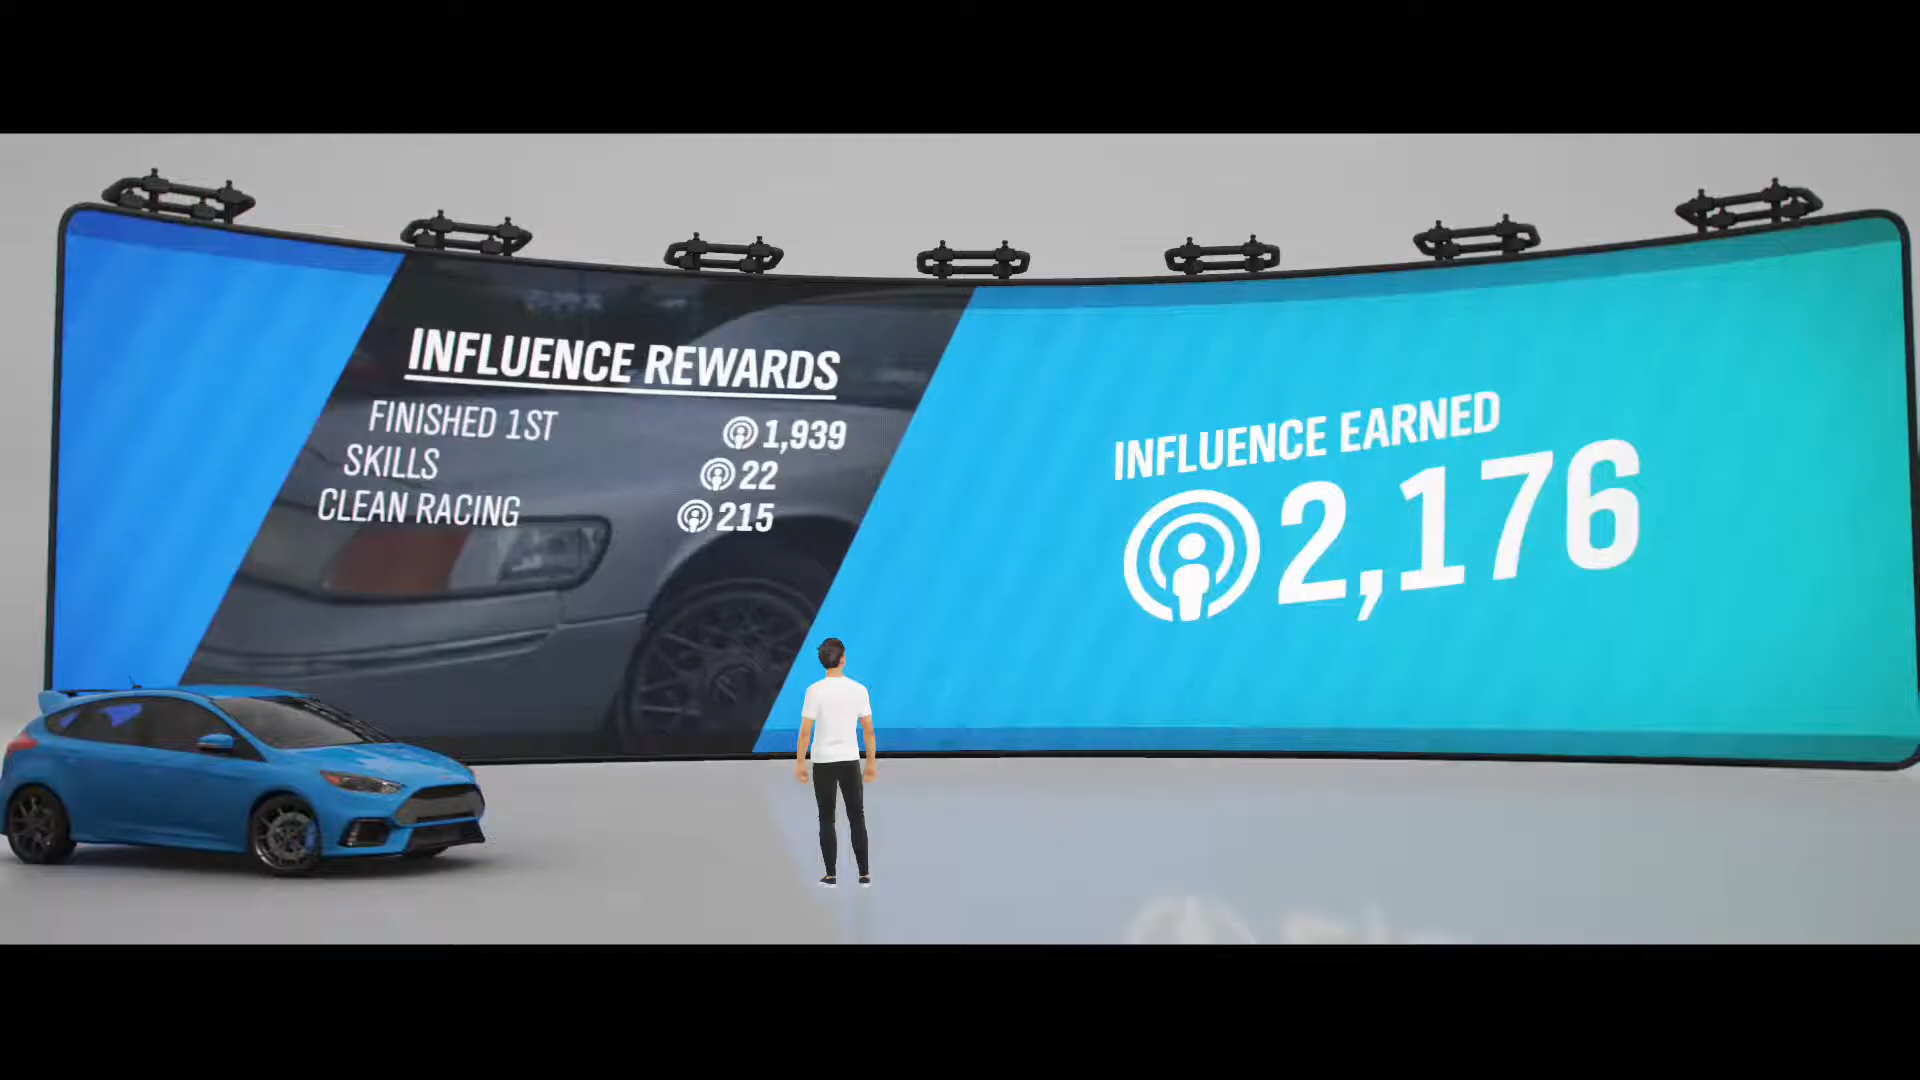 INFLUENCE REWARDS
FINISHED 1ST 1,939
SKILLS 22
CLEAN RACING 215
INFLUENCE EARNED
2,176